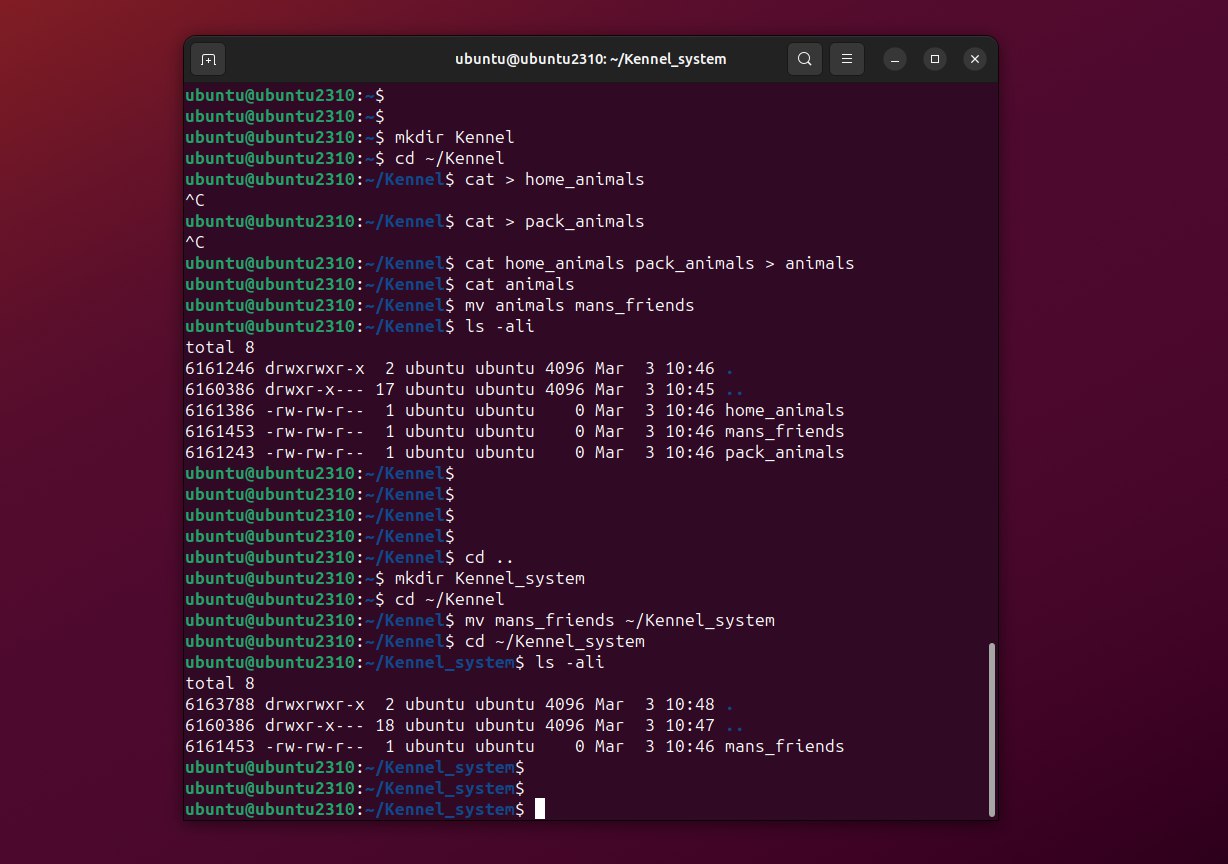 ubuntu@ubuntu2310: ~/Kennel_system
ubuntu@ubuntu2310:~$
ubuntu@ubuntu2310:~$
ubuntu@ubuntu2310:~$ mkdir Kennel
ubuntu@ubuntu2310:~$ cd ~/Kennel
ubuntu@ubuntu2310:~/Kennel$ cat > home_animals
^C
ubuntu@ubuntu2310:~/Kennel$ cat > pack_animals
^C
ubuntu@ubuntu2310:~/Kennel$ cat home_animals pack_animals > animals
ubuntu@ubuntu2310:~/Kennel$ cat animals
ubuntu@ubuntu2310:~/Kennel$ mv animals mans_friends
ubuntu@ubuntu2310:~/Kennel$ ls -ali
total 8
6161246 drwxrwxr-x  2 ubuntu ubuntu 4096 Mar  3 10:46 .
6160386 drwxr-x--- 17 ubuntu ubuntu 4096 Mar  3 10:45 ..
6161386 -rw-rw-r--  1 ubuntu ubuntu    0 Mar  3 10:46 home_animals
6161453 -rw-rw-r--  1 ubuntu ubuntu    0 Mar  3 10:46 mans_friends
6161243 -rw-rw-r--  1 ubuntu ubuntu    0 Mar  3 10:46 pack_animals
ubuntu@ubuntu2310:~/Kennel$
ubuntu@ubuntu2310:~/Kennel$
ubuntu@ubuntu2310:~/Kennel$
ubuntu@ubuntu2310:~/Kennel$
ubuntu@ubuntu2310:~/Kennel$ cd ..
ubuntu@ubuntu2310:~$ mkdir Kennel_system
ubuntu@ubuntu2310:~$ cd ~/Kennel
ubuntu@ubuntu2310:~/Kennel$ mv mans_friends ~/Kennel_system
ubuntu@ubuntu2310:~/Kennel$ cd ~/Kennel_system
ubuntu@ubuntu2310:~/Kennel_system$ ls -ali
total 8
6163788 drwxrwxr-x  2 ubuntu ubuntu 4096 Mar  3 10:48 .
6160386 drwxr-x--- 18 ubuntu ubuntu 4096 Mar  3 10:47 ..
6161453 -rw-rw-r--  1 ubuntu ubuntu    0 Mar  3 10:46 mans_friends
ubuntu@ubuntu2310:~/Kennel_system$
ubuntu@ubuntu2310:~/Kennel_system$
ubuntu@ubuntu2310:~/Kennel_system$